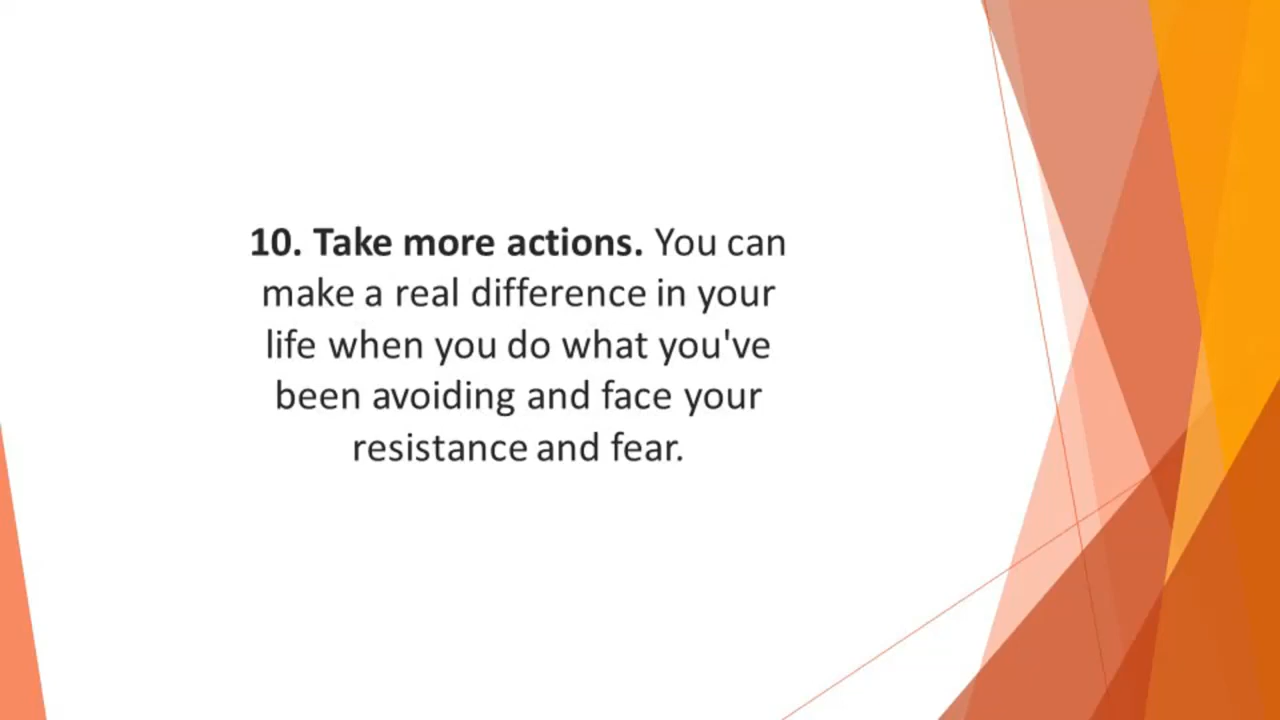 10. Take more actions. You can
make a real difference in your
life when you do what you've
been avoiding and face your
resistance and fear.